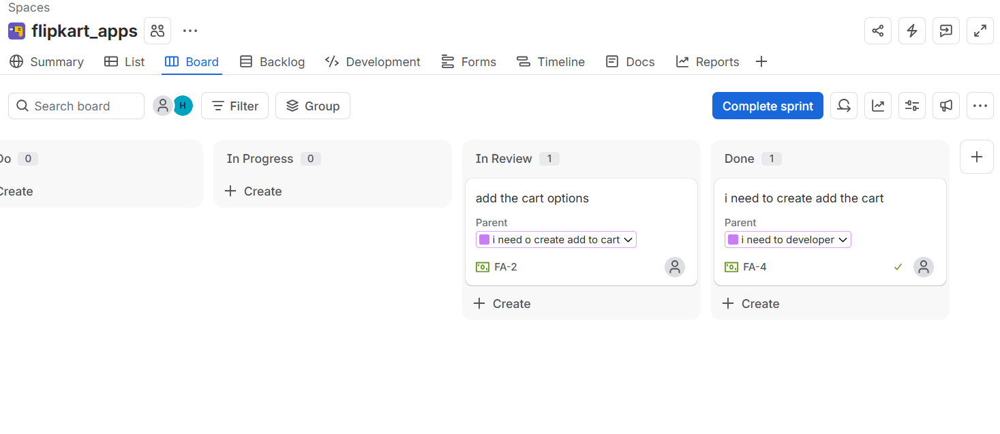 Spaces
flipkart_apps
Summary List Board Backlog Development Forms Timeline Docs Reports
Search board H Filter Group Complete sprint
Do 0 In Progress 0 In Review 1 Done 1
Create Create
add the cart options
Parent
i need o create add to cart
FA-2
Create
i need to create add the cart
Parent
i need to developer
FA-4
Create